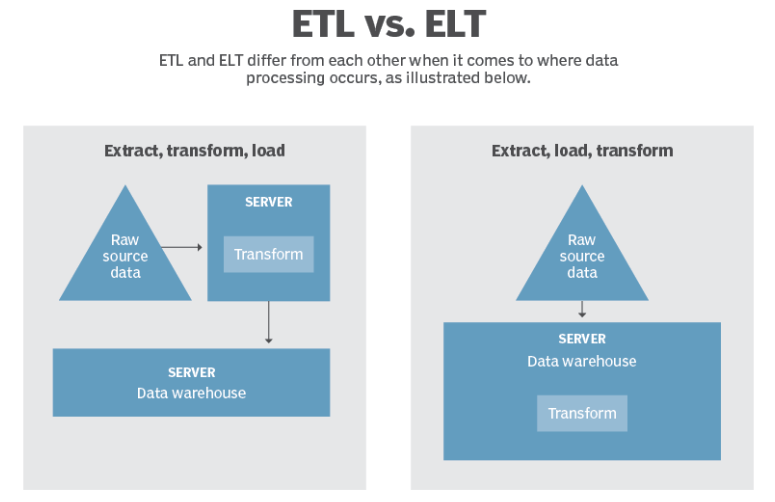 ETL vs. ELT
ETL and ELT differ from each other when it comes to where data
processing occurs, as illustrated below.
Extract, transform, load
Raw
source
data
SERVER
Transform
SERVER
Data warehouse
Extract, load, transform
Raw
source
data
SERVER
Data warehouse
Transform